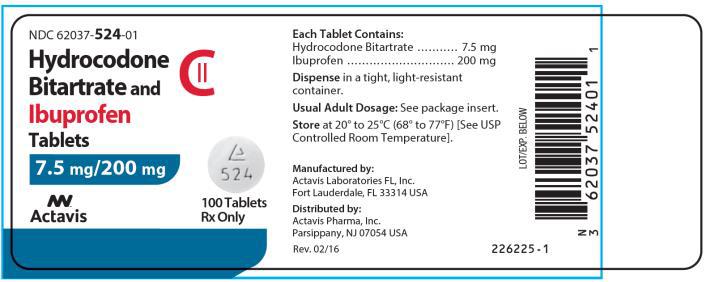 NDC 62037-524-01
Hydrocodone
Bitartrate and
Ibuprofen
Tablets
CII
7.5 mg/200 mg
524
Actavis
100 Tablets
Rx Only
Each Tablet Contains:
Hydrocodone Bitartrate ........... 7.5 mg
Ibuprofen ............................ 200 mg
Dispense in a tight, light-resistant
container.
Usual Adult Dosage: See package insert.
Store at 20° to 25°C (68° to 77°F) [See USP
Controlled Room Temperature].
Manufactured by:
Actavis Laboratories FL, Inc.
Fort Lauderdale, FL 33314 USA
Distributed by:
Actavis Pharma, Inc.
Parsippany, NJ 07054 USA
Rev. 02/16
226225-1
LOT/EXP. BELOW
N 3 62037 52401 1